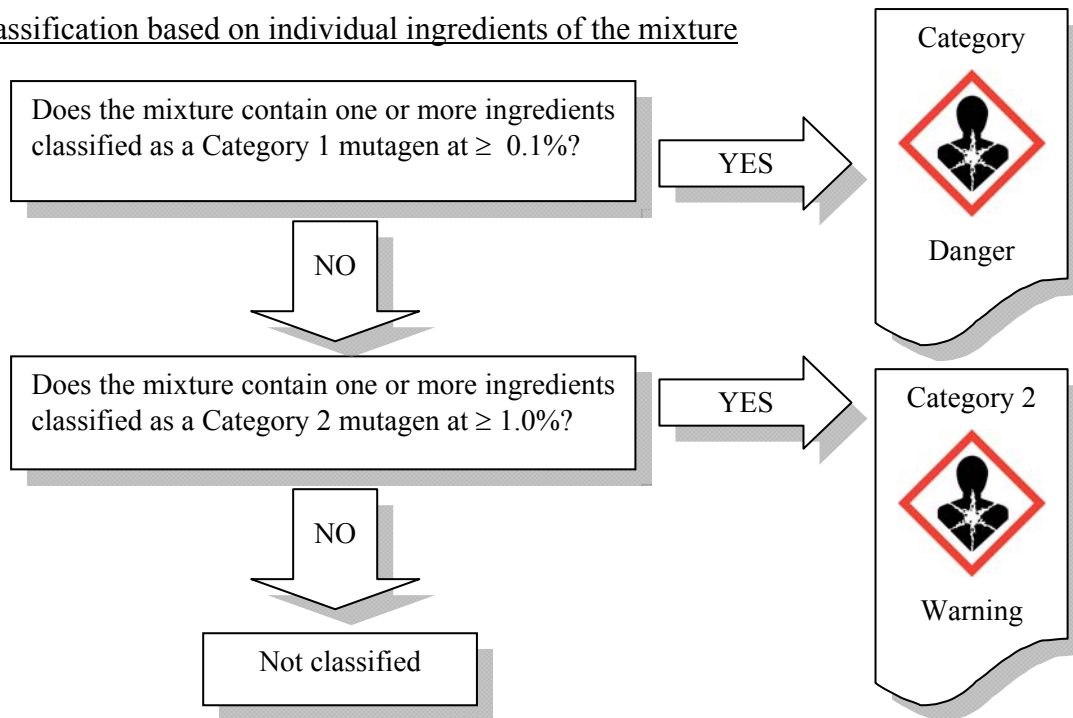 assification based on individual ingredients of the mixture
Does the mixture contain one or more ingredients
classified as a Category 1 mutagen at ≥ 0.1%?
YES
Category
Danger
NO
Does the mixture contain one or more ingredients
classified as a Category 2 mutagen at ≥ 1.0%?
YES
Category 2
Warning
NO
Not classified